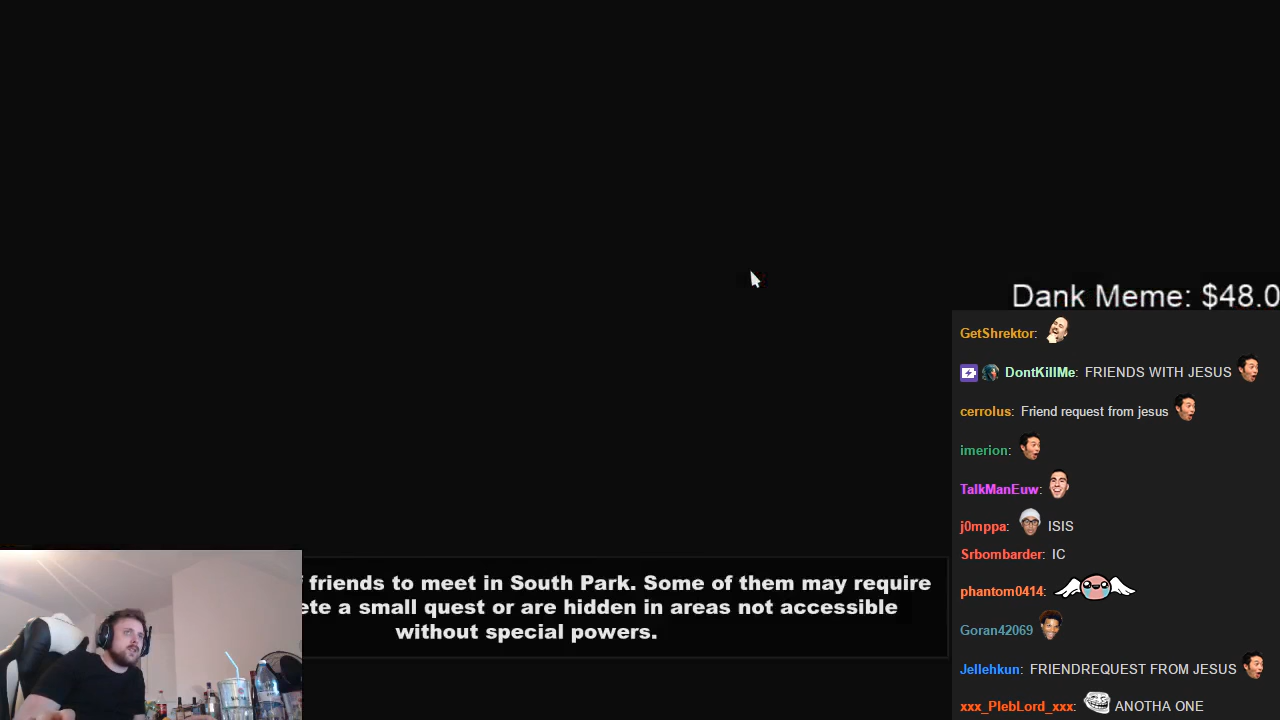 Dank Meme: $48.0
GetShrektor:
DontKillMe: FRIENDS WITH JESUS
cerrolus: Friend request from jesus
imerion:
TalkManEuw:
j0mppa: ISIS
Srbombarder: IC
phantom0414:
Goran42069
Jellehkun: FRIENDREQUEST FROM JESUS
xxx_PlebLord_xxx: ANOTHA ONE
friends to meet in South Park. Some of them may require
a small quest or are hidden in areas not accessible
without special powers.